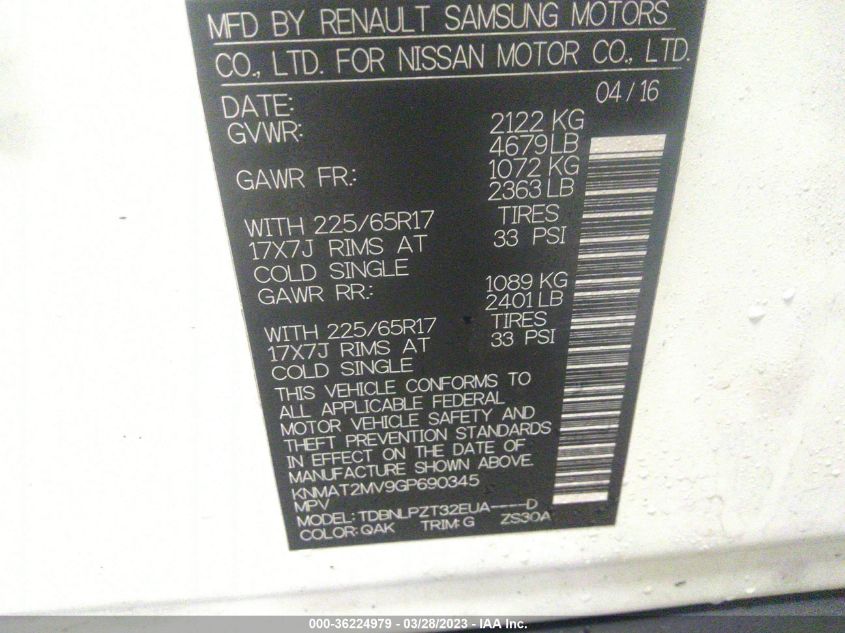 MFD BY RENAULT SAMSUNG MOTORS
CO., LTD. FOR NISSAN MOTOR CO., LTD.
DATE: 04/16
GVWR: 2122 KG
4679 LB
GAWR FR.: 1072 KG
2363 LB
WITH 225/65R17 TIRES
17X7J RIMS AT 33 PSI
COLD SINGLE
GAWR RR.: 1089 KG
2401 LB
WITH 225/65R17 TIRES
17X7J RIMS AT 33 PSI
COLD SINGLE
THIS VEHICLE CONFORMS TO
ALL APPLICABLE FEDERAL
MOTOR VEHICLE SAFETY AND
THEFT PREVENTION STANDARDS
IN EFFECT ON THE DATE OF
MANUFACTURE SHOWN ABOVE.
KNMAT2MV9GP690345
MPV
MODEL: TDBNLPZT32EUA----D
COLOR: QAK TRIM: G ZS30A
000-36224979 - 03/28/2023 - IAA Inc.